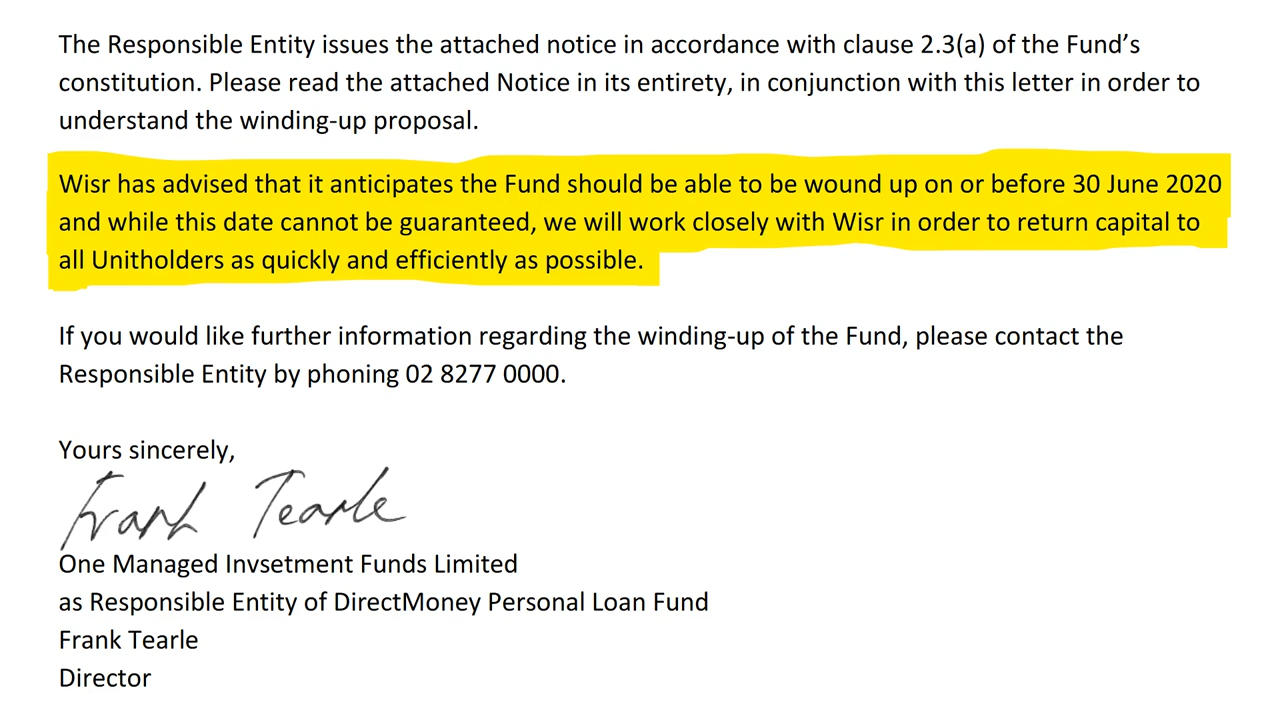 The Responsible Entity issues the attached notice in accordance with clause 2.3(a) of the Fund’s
constitution. Please read the attached Notice in its entirety, in conjunction with this letter in order to
understand the winding-up proposal.
Wisr has advised that it anticipates the Fund should be able to be wound up on or before 30 June 2020
and while this date cannot be guaranteed, we will work closely with Wisr in order to return capital to
all Unitholders as quickly and efficiently as possible.
If you would like further information regarding the winding-up of the Fund, please contact the
Responsible Entity by phoning 02 8277 0000.
Yours sincerely,
Frank Tearle
One Managed Invsetment Funds Limited
as Responsible Entity of DirectMoney Personal Loan Fund
Frank Tearle
Director